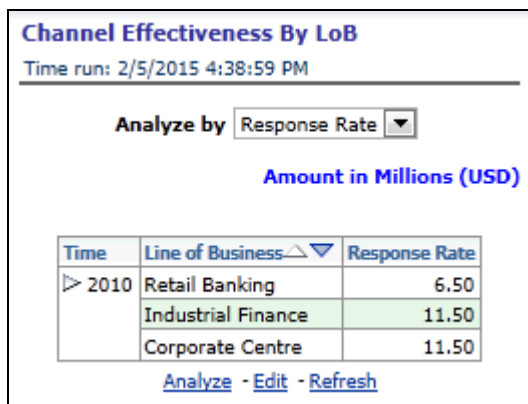 Channel Effectiveness By LoB
Time run: 2/5/2015 4:38:59 PM
Analyze by Response Rate
Amount in Millions (USD)
Time Line of Business Response Rate
2010 Retail Banking 6.50
Industrial Finance 11.50
Corporate Centre 11.50
Analyze - Edit - Refresh